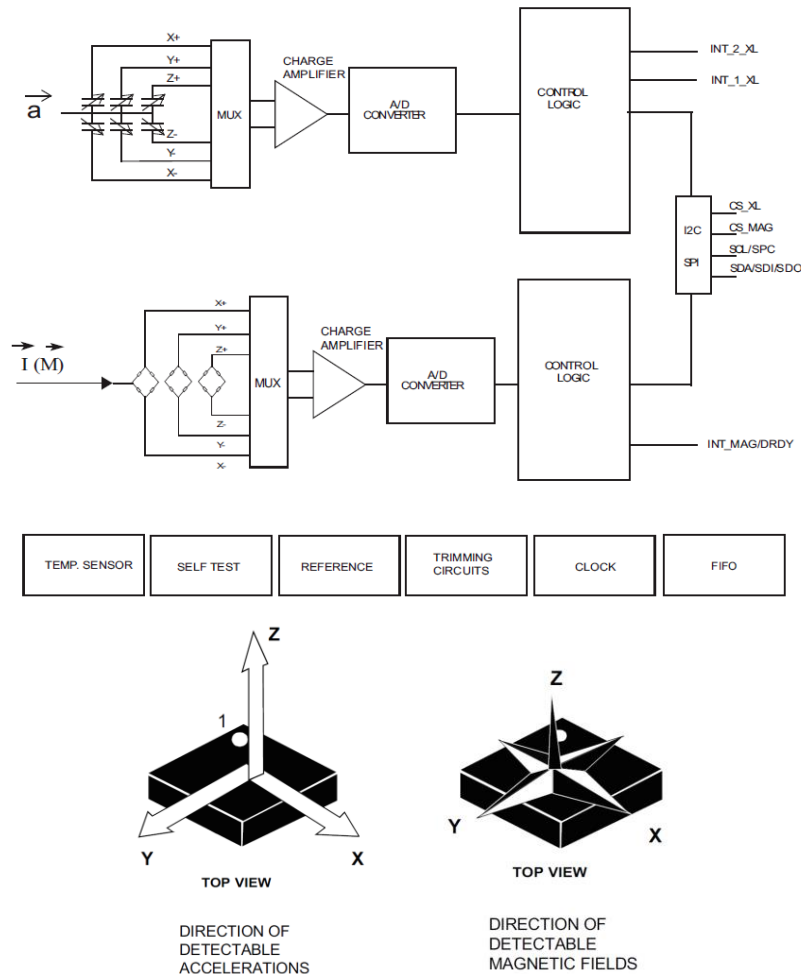 X+
Y+
Z+
a
Z-
Y-
X-
MUX
CHARGE
AMPLIFIER
A/D
CONVERTER
CONTROL
LOGIC
INT_2_XL
INT_1_XL
I2C
SPI
CS_XL
CS_MAG
SCL/SPC
SDA/SDI/SDO
X+
Y+
Z+
I (M)
Z-
Y-
X-
MUX
CHARGE
AMPLIFIER
A/D
CONVERTER
CONTROL
LOGIC
INT_MAG/DRDY
TEMP. SENSOR
SELF TEST
REFERENCE
TRIMMING
CIRCUITS
CLOCK
FIFO
Z
1
Y
X
TOP VIEW
DIRECTION OF
DETECTABLE
ACCELERATIONS
Z
Y
X
TOP VIEW
DIRECTION OF
DETECTABLE
MAGNETIC FIELDS